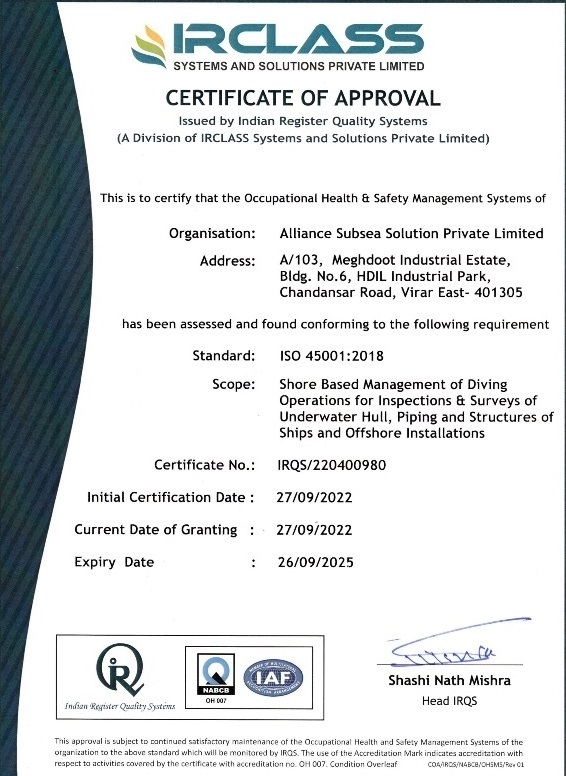 IRCLASS
SYSTEMS AND SOLUTIONS PRIVATE LIMITED
CERTIFICATE OF APPROVAL
Issued by Indian Register Quality Systems
(A Division of IRCLASS Systems and Solutions Private Limited)
This is to certify that the Occupational Health & Safety Management Systems of
Organisation: Alliance Subsea Solution Private Limited
Address: A/103, Meghdoot Industrial Estate,
Bldg. No.6, HDIL Industrial Park,
Chandansar Road, Virar East- 401305
has been assessed and found conforming to the following requirement
Standard: ISO 45001:2018
Scope: Shore Based Management of Diving
Operations for Inspections & Surveys of
Underwater Hull, Piping and Structures of
Ships and Offshore Installations
Certificate No.: IRQS/220400980
Initial Certification Date : 27/09/2022
Current Date of Granting : 27/09/2022
Expiry Date : 26/09/2025
IRQ
Indian Register Quality Systems
NABCB
OH 007
MEMBER OF MULTILATERAL
IAF
RECOGNITION ARRANGEMENT
Shashi Nath Mishra
Head IRQS
This approval is subject to continued satisfactory maintenance of the Occupational Health and Safety Management Systems of the
organization to the above standard which will be monitored by IRQS. The use of the Accreditation Mark indicates accreditation with
respect to activities covered by the certificate with accreditation no. OH 007. Condition Overleaf
COA/IRQS/NABCB/OHSMS/Rev 01